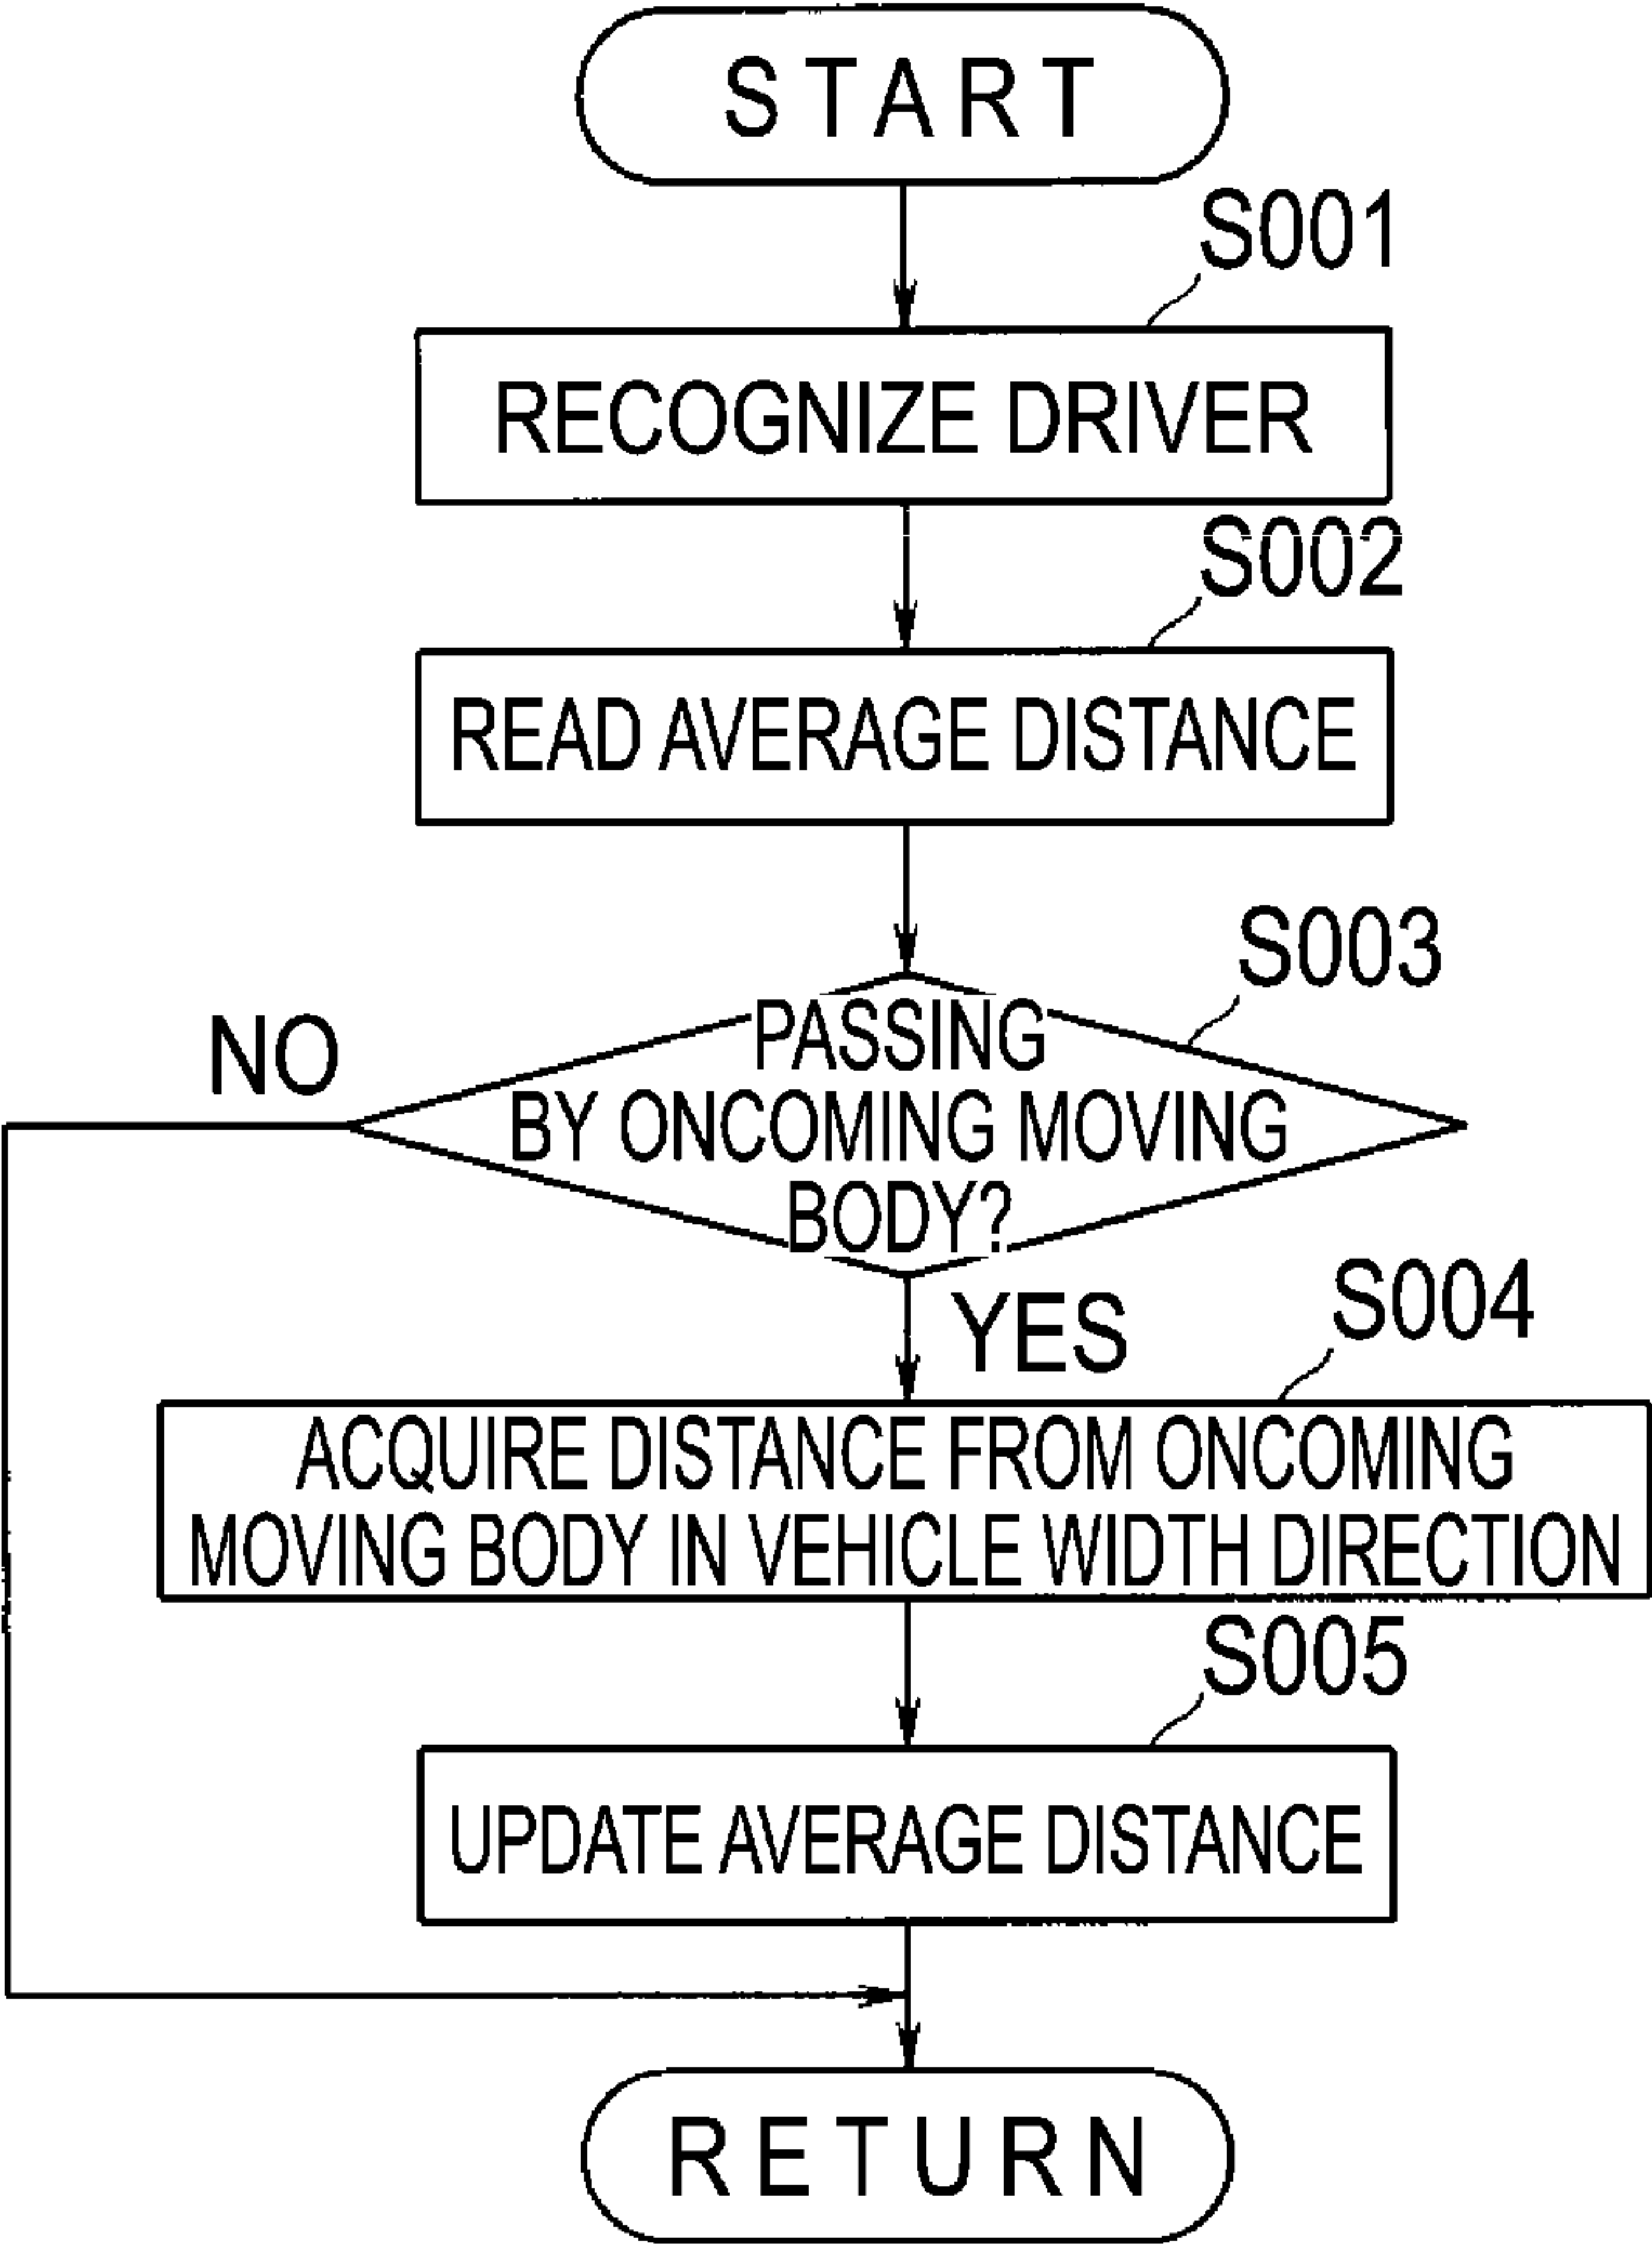 START
S001
RECOGNIZE DRIVER
S002
READ AVERAGE DISTANCE
S003
NO
PASSING
BY ONCOMING MOVING
BODY?
YES
S004
ACQUIRE DISTANCE FROM ONCOMING
MOVING BODY IN VEHICLE WIDTH DIRECTION
S005
UPDATE AVERAGE DISTANCE
RETURN